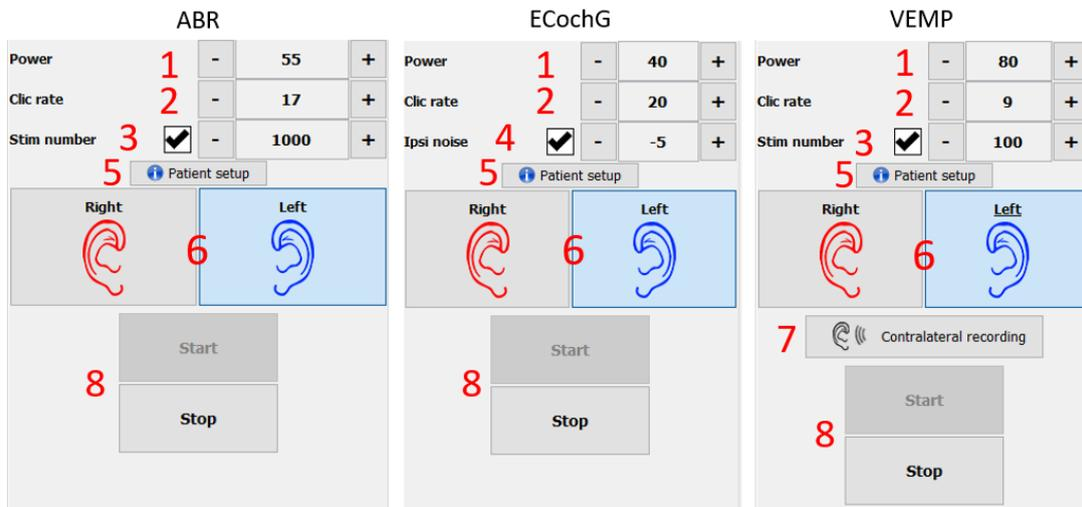 ABR
Power 1 - 55 +
Clic rate 2 - 17 +
Stim number 3 - 1000 +
5 Patient setup
Right Left
6
Start
8
Stop
ECochG
Power 1 - 40 +
Clic rate 2 - 20 +
Ipsi noise 4 - -5 +
5 Patient setup
Right Left
6
Start
8
Stop
VEMP
Power 1 - 80 +
Clic rate 2 - 9 +
Stim number 3 - 100 +
5 Patient setup
Right Left
6
7 Contralateral recording
Start
8
Stop